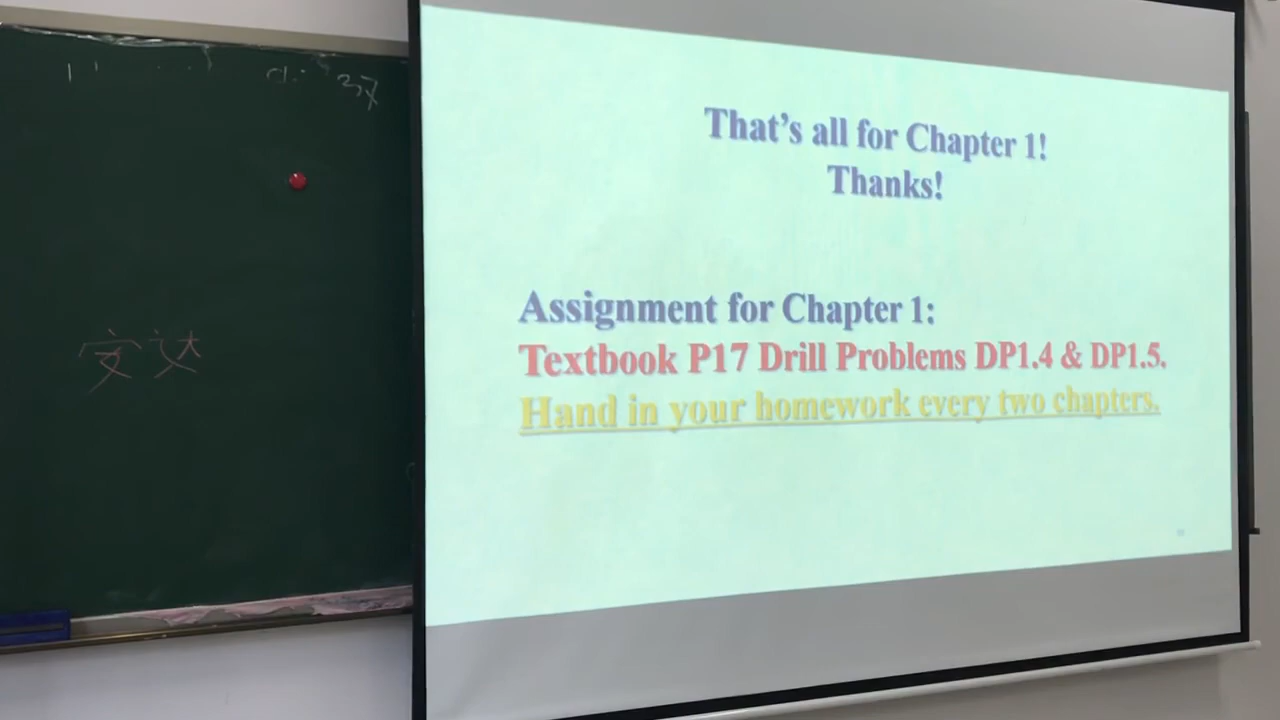 安达
That's all for Chapter 1!
Thanks!
Assignment for Chapter 1:
Textbook P17 Drill Problems DP1.4 & DP1.5.
Hand in your homework every two chapters.